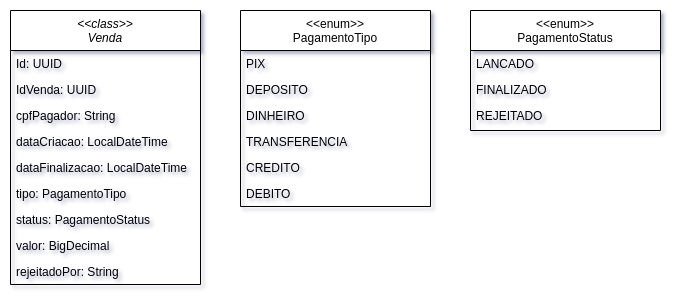 <<class>>
Venda
Id: UUID
IdVenda: UUID
cpfPagador: String
dataCriacao: LocalDateTime
dataFinalizacao: LocalDateTime
tipo: PagamentoTipo
status: PagamentoStatus
valor: BigDecimal
rejeitadoPor: String
<<enum>>
PagamentoTipo
PIX
DEPOSITO
DINHEIRO
TRANSFERENCIA
CREDITO
DEBITO
<<enum>>
PagamentoStatus
LANCADO
FINALIZADO
REJEITADO